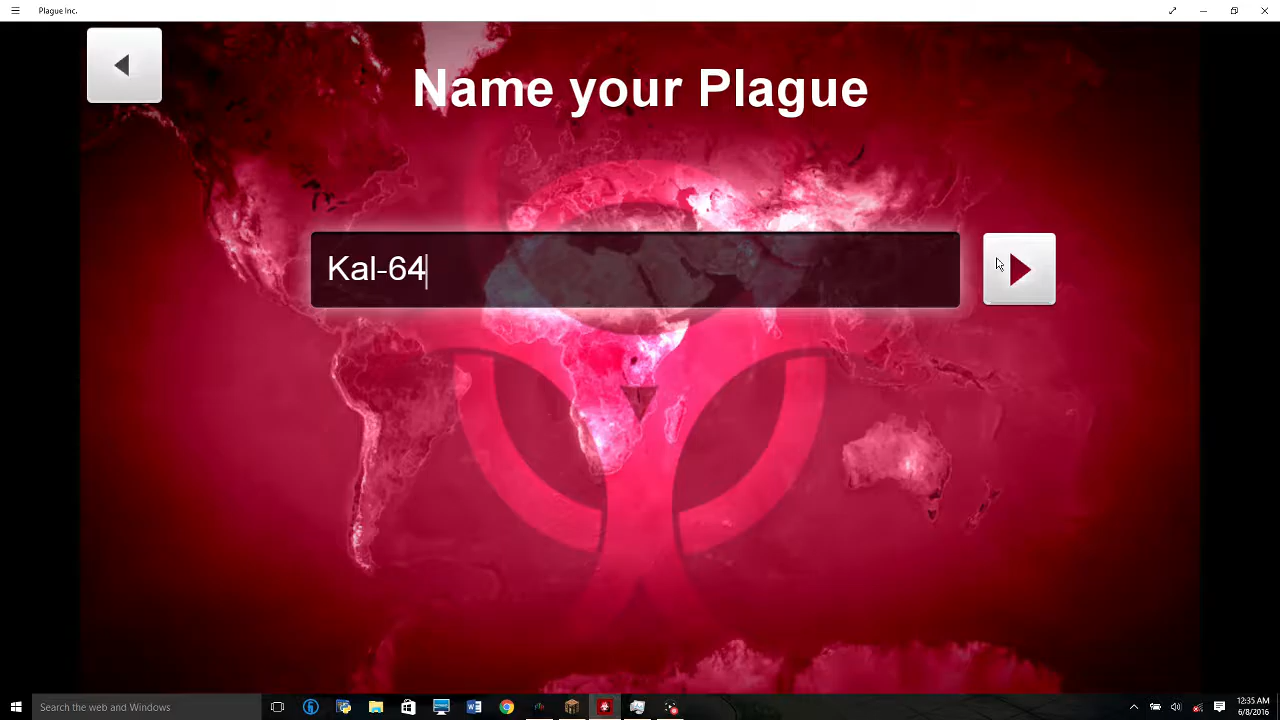 Plague Inc.
Name your Plague
Kal-64
Search the web and Windows
12:35 AM
6/8/2016